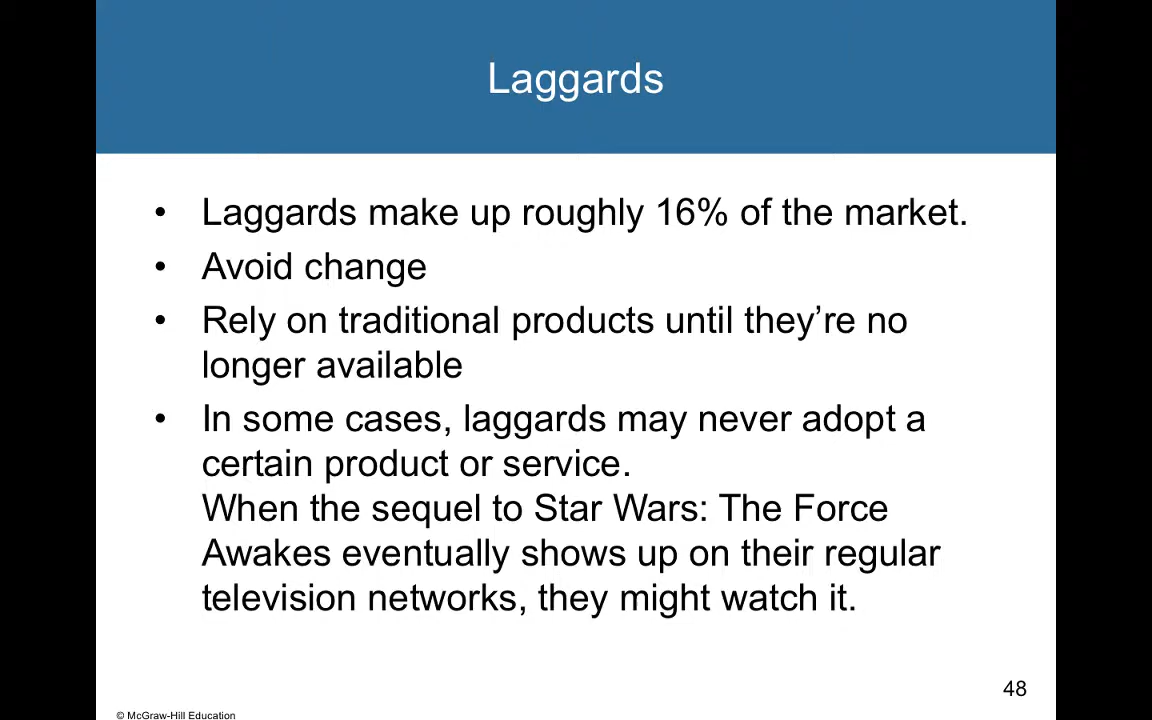 Laggards
• Laggards make up roughly 16% of the market.
• Avoid change
• Rely on traditional products until they’re no
longer available
• In some cases, laggards may never adopt a
certain product or service.
When the sequel to Star Wars: The Force
Awakes eventually shows up on their regular
television networks, they might watch it.
48
© McGraw-Hill Education